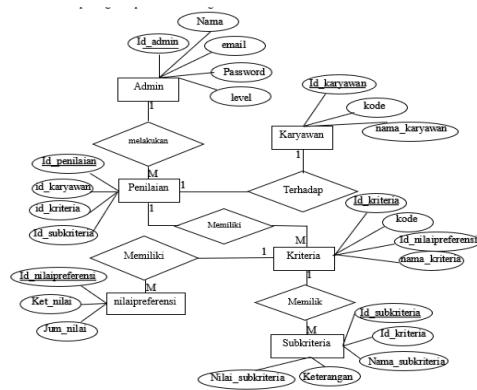 Nama
Id_admin
email
Password
level
Admin
1
melakukan
M
Id_karyawan
kode
nama_karyawan
Karyawan
1
Terhadap
1
Id_penilaian
id_karyawan
id_kriteria
Id_subkriteria
Penilaian
1
Memiliki
M
Id_kriteria
kode
Id_nilaipreferensi
nama_kriteria
Kriteria
1
1
Memiliki
M
Id_nilaipreferensi
Ket_nilai
Jum_nilai
nilaipreferensi
Memilik
M
Subkriteria
Id_subkriteria
Id_kriteria
Nama_subkriteria
Nilai_subkriteria
Keterangan